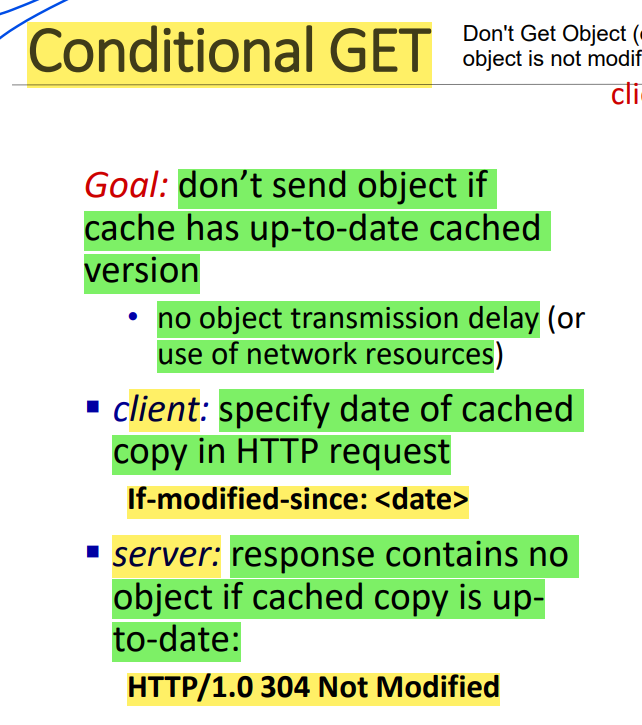 Conditional GET
Don't Get Object (
object is not modif
cli
Goal: don’t send object if
cache has up-to-date cached
version
• no object transmission delay (or
use of network resources)
▪ client: specify date of cached
copy in HTTP request
If-modified-since: <date>
▪ server: response contains no
object if cached copy is up-
to-date:
HTTP/1.0 304 Not Modified